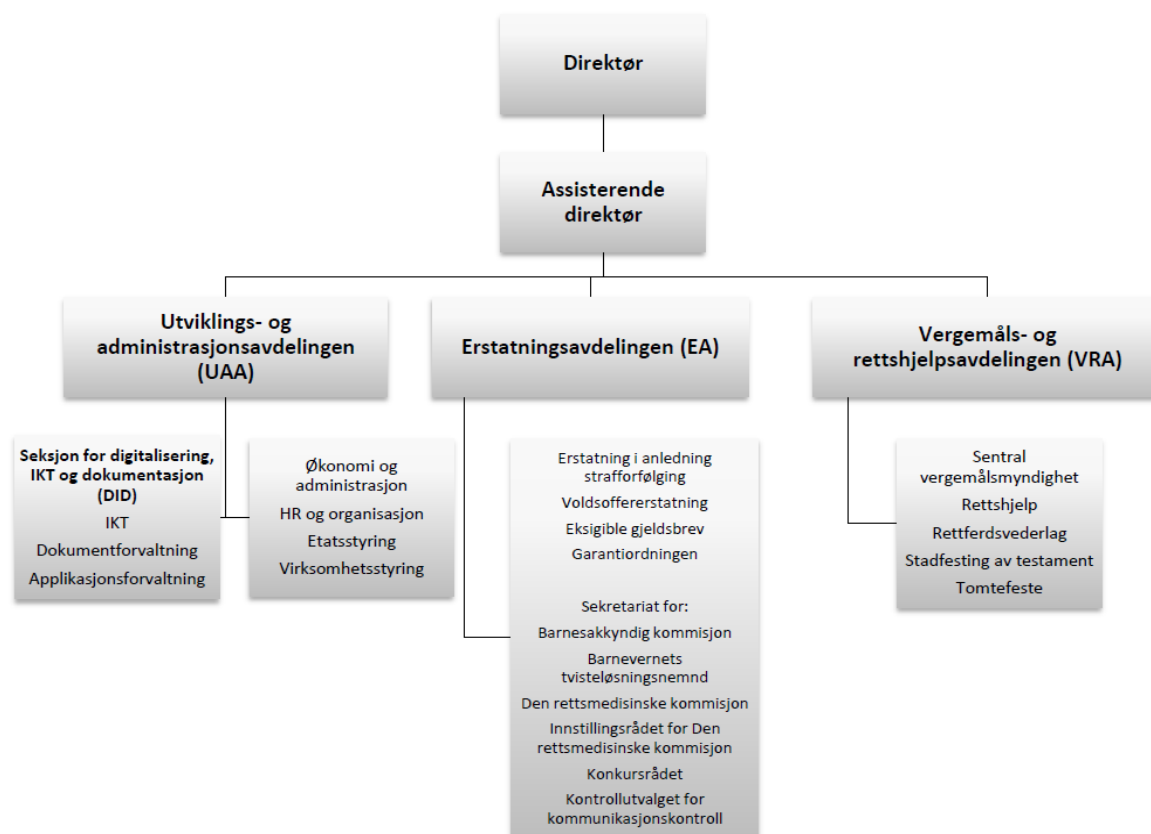 Direktør
Assisterende
direktør
Utviklings- og
administrasjonsavdelingen
(UAA)
Erstatningsavdelingen (EA)
Vergemåls- og
rettshjelpsavdelingen (VRA)
Seksjon for digitalisering,
IKT og dokumentasjon
(DID)
IKT
Dokumentforvaltning
Applikasjonsforvaltning
Økonomi og
administrasjon
HR og organisasjon
Etatsstyring
Virksomhetsstyring
Erstatning i anledning
strafforfølging
Voldsoffererstatning
Eksigible gjeldsbrev
Garantiordningen
Sekretariat for:
Barnesakkyndig kommisjon
Barnevernets
tvisteløsningsnemnd
Den rettsmedisinske kommisjon
Innstillingsrådet for Den
rettsmedisinske kommisjon
Konkursrådet
Kontrollutvalget for
kommunikasjonskontroll
Sentral
vergemålsmyndighet
Rettshjelp
Rettferdsvederlag
Stadfesting av testament
Tomtefeste